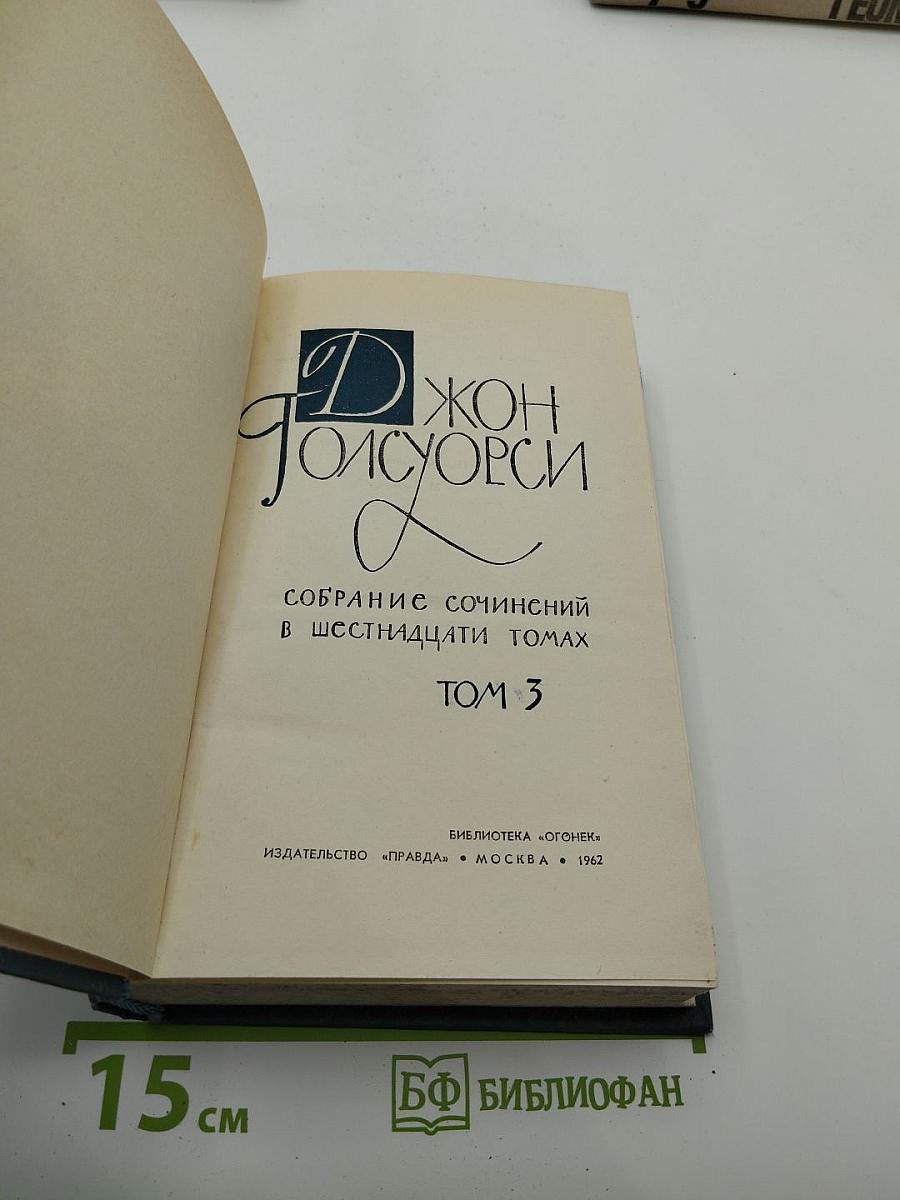 ДЖОН
ГОЛСУОРСИ
СОБРАНИЕ СОЧИНЕНИЙ
В ШЕСТНАДЦАТИ ТОМАХ
ТОМ 3
БИБЛИОТЕКА «ОГОНЕК»
ИЗДАТЕЛЬСТВО «ПРАВДА» • МОСКВА • 1962
15 см
БФ БИБЛИОФАН